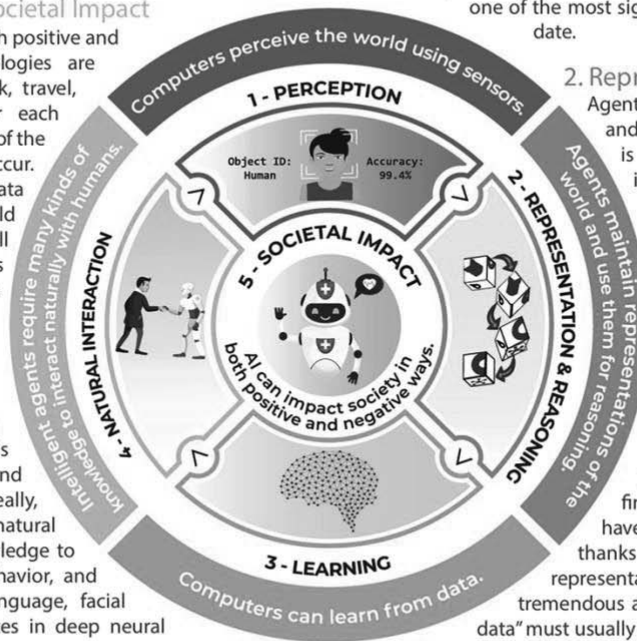 ocietal Impact
h positive and
logies are
k, travel,
r each
of the
ccur.
ata
ld
ll
s
s
nd
eally,
natural
ledge to
havior, and
nguage, facial
es in deep neural
one of the most sig
date.
2. Repr
Agent
and
is
i
fir
have
thanks
representa
tremendous a
data" must usually
Computers perceive the world using sensors.
1 - PERCEPTION
Object ID:
Human
Accuracy:
99.4%
2 - REPRESENTATION & REASONING
Agents maintain representations of the
world and use them for reasoning.
3 - LEARNING
Computers can learn from data.
4 - NATURAL INTERACTION
Intelligent agents require many kinds of
knowledge to interact naturally with humans.
5 - SOCIETAL IMPACT
AI can impact society in
both positive and negative ways.